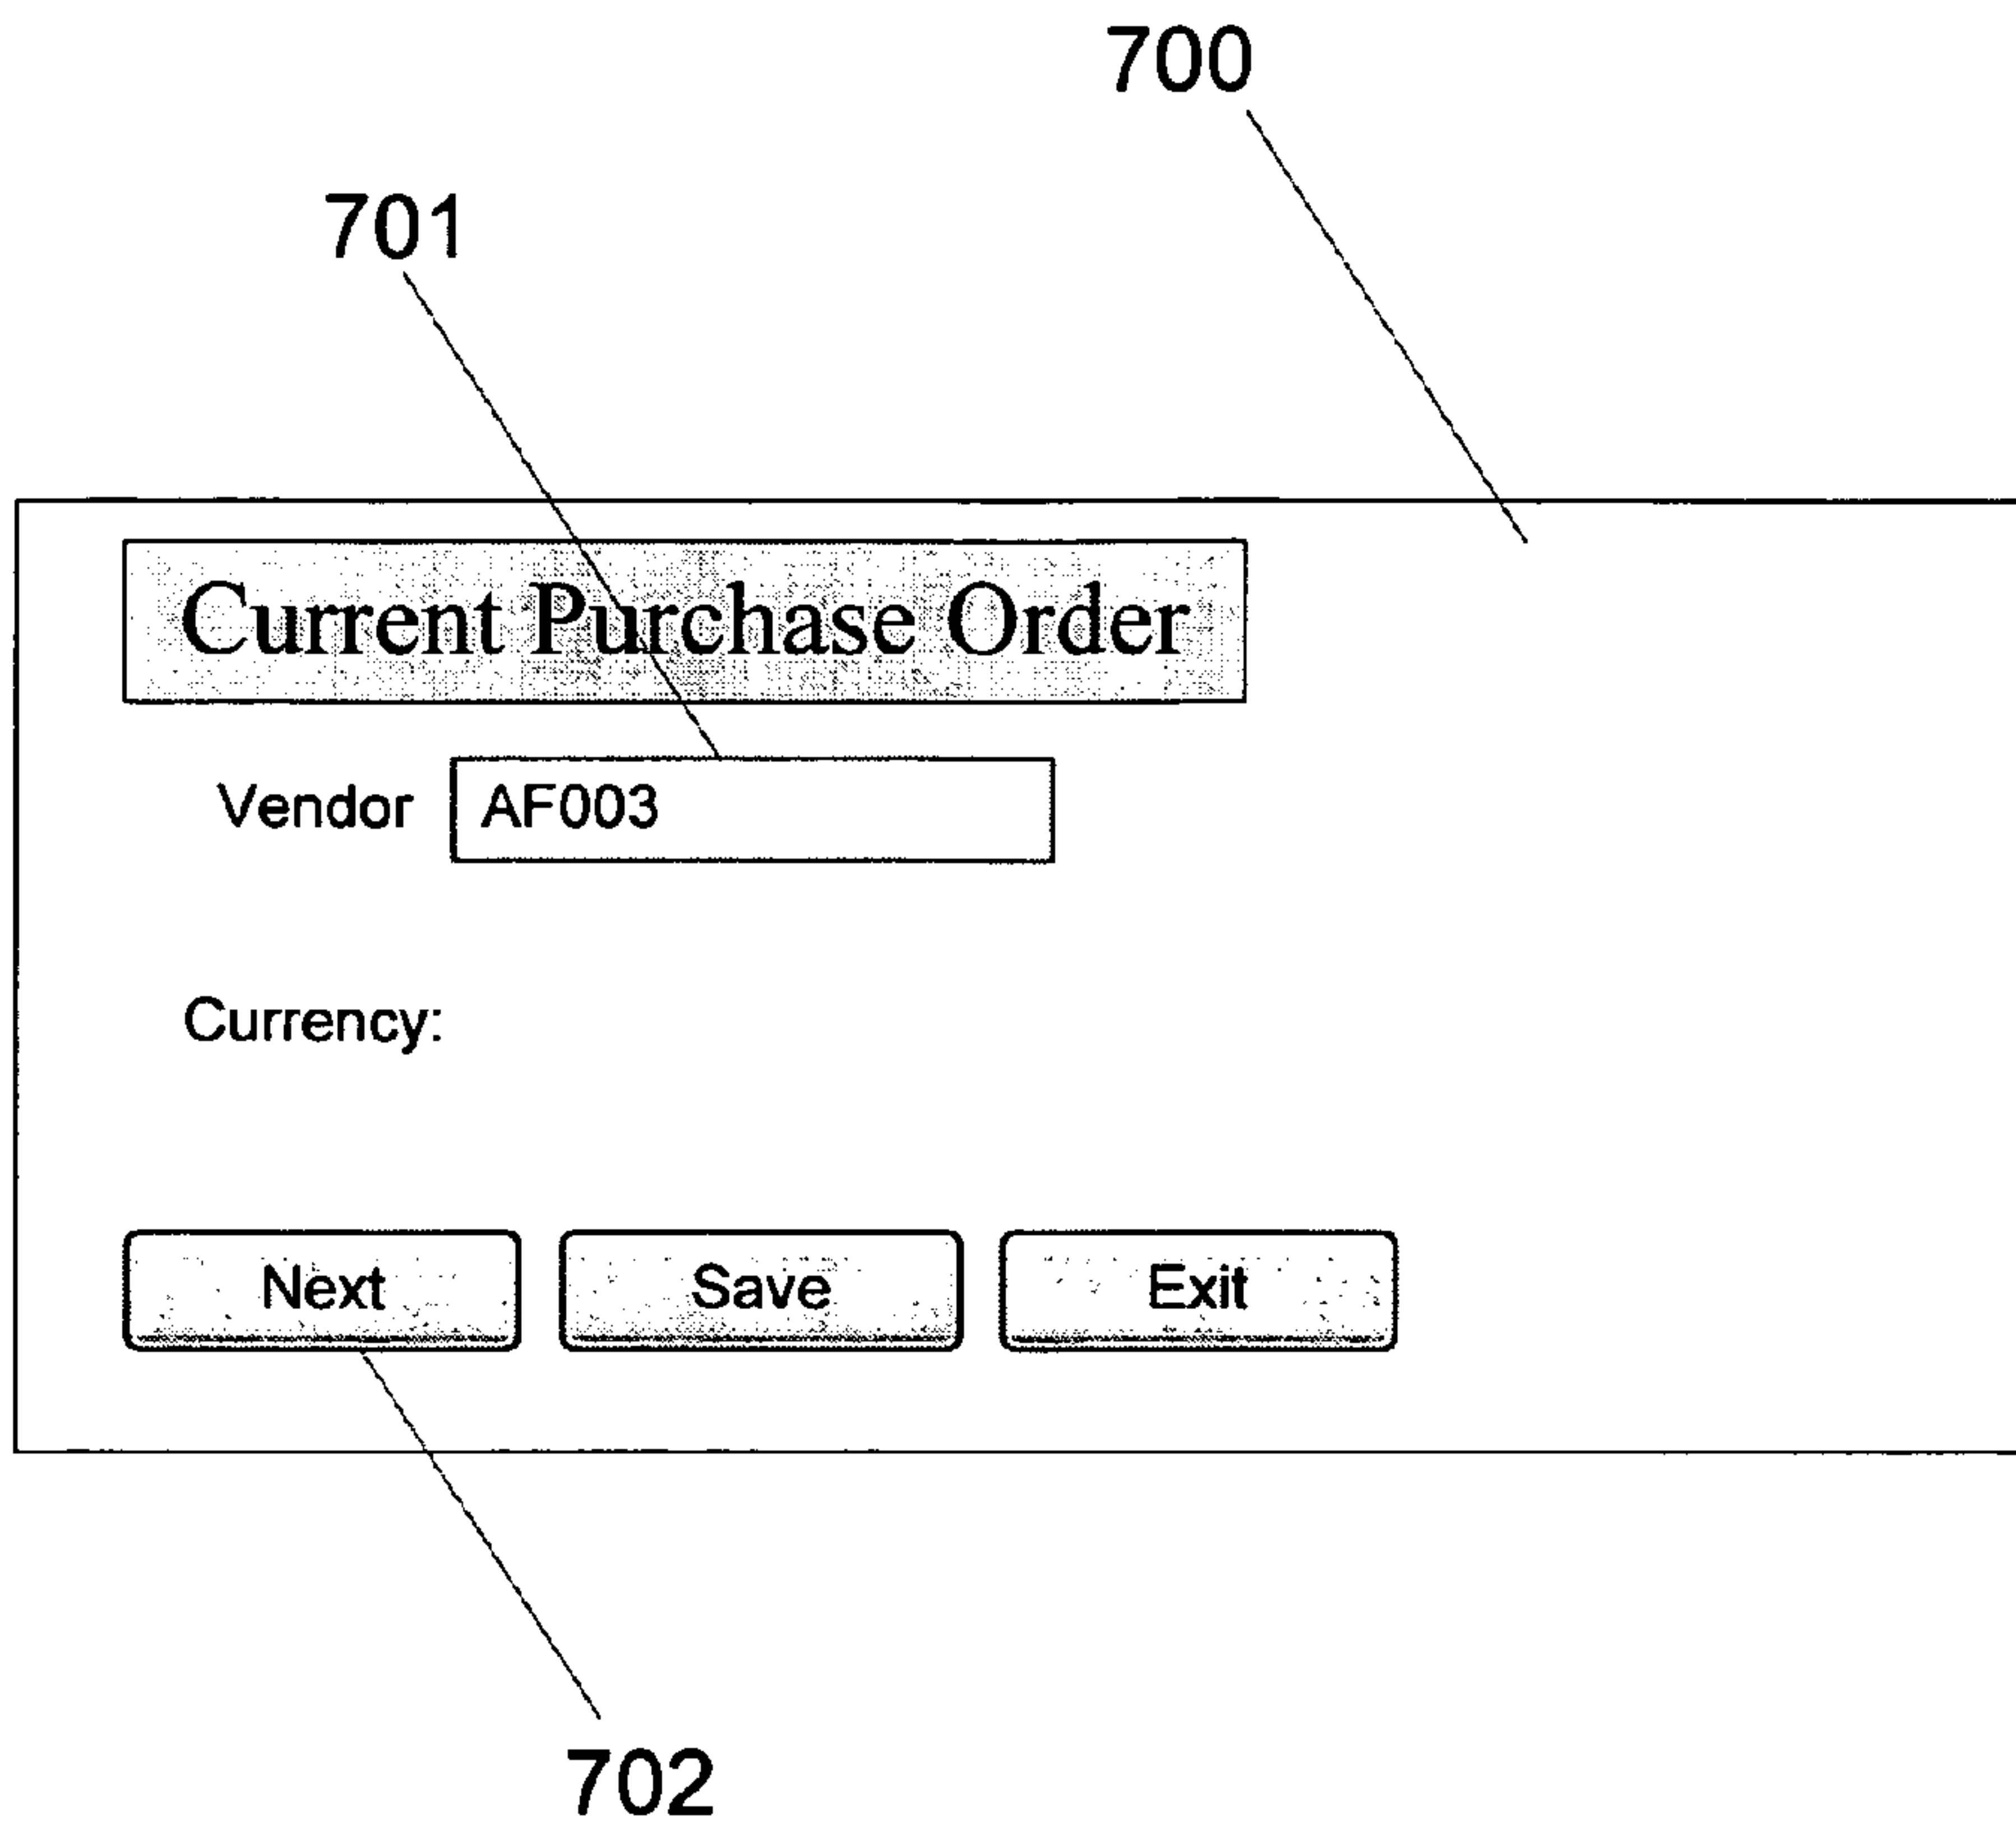 700
701
Current Purchase Order
Vendor AF003
Currency:
Next Save Exit
702